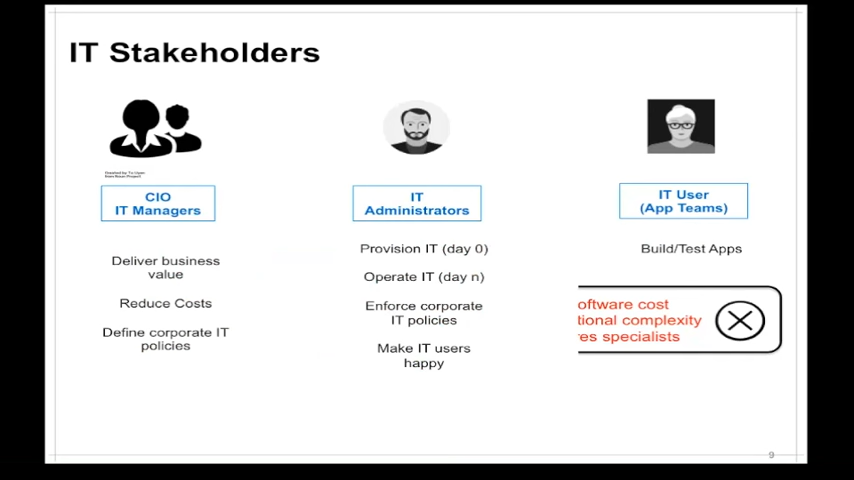 IT Stakeholders
CIO
IT Managers
Deliver business
value
Reduce Costs
Define corporate IT
policies
IT
Administrators
Provision IT (day 0)
Operate IT (day n)
Enforce corporate
IT policies
Make IT users
happy
IT User
(App Teams)
Build/Test Apps
oftware cost
tional complexity
res specialists
9